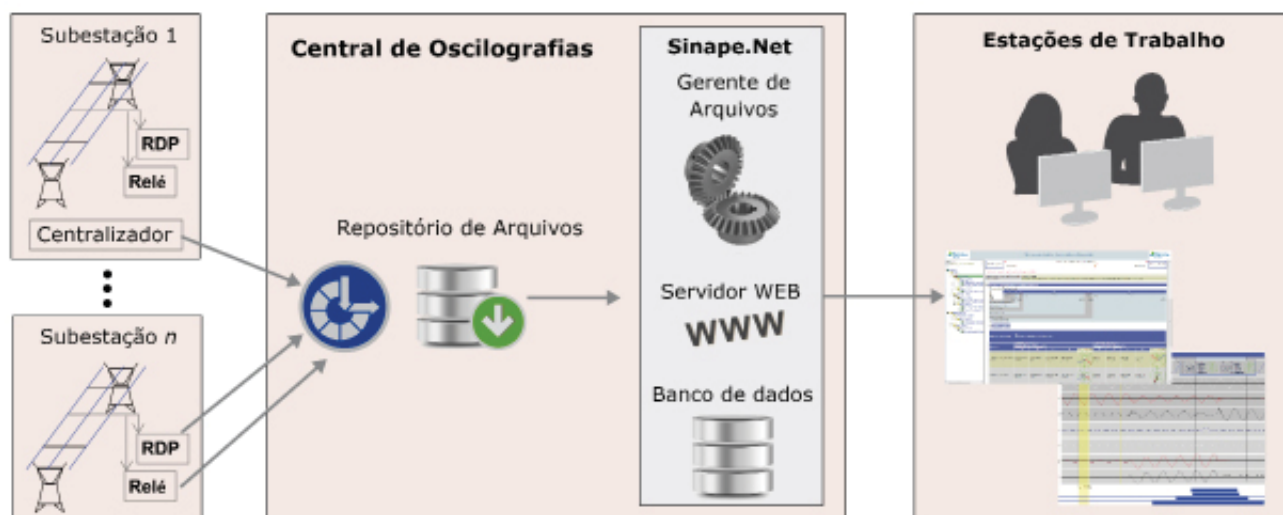 Subestação 1
RDP
Relé
Centralizador
Subestação n
RDP
Relé
Central de Oscilografias
Repositório de Arquivos
Sinape.Net
Gerente de
Arquivos
Servidor WEB
WWW
Banco de dados
Estações de Trabalho